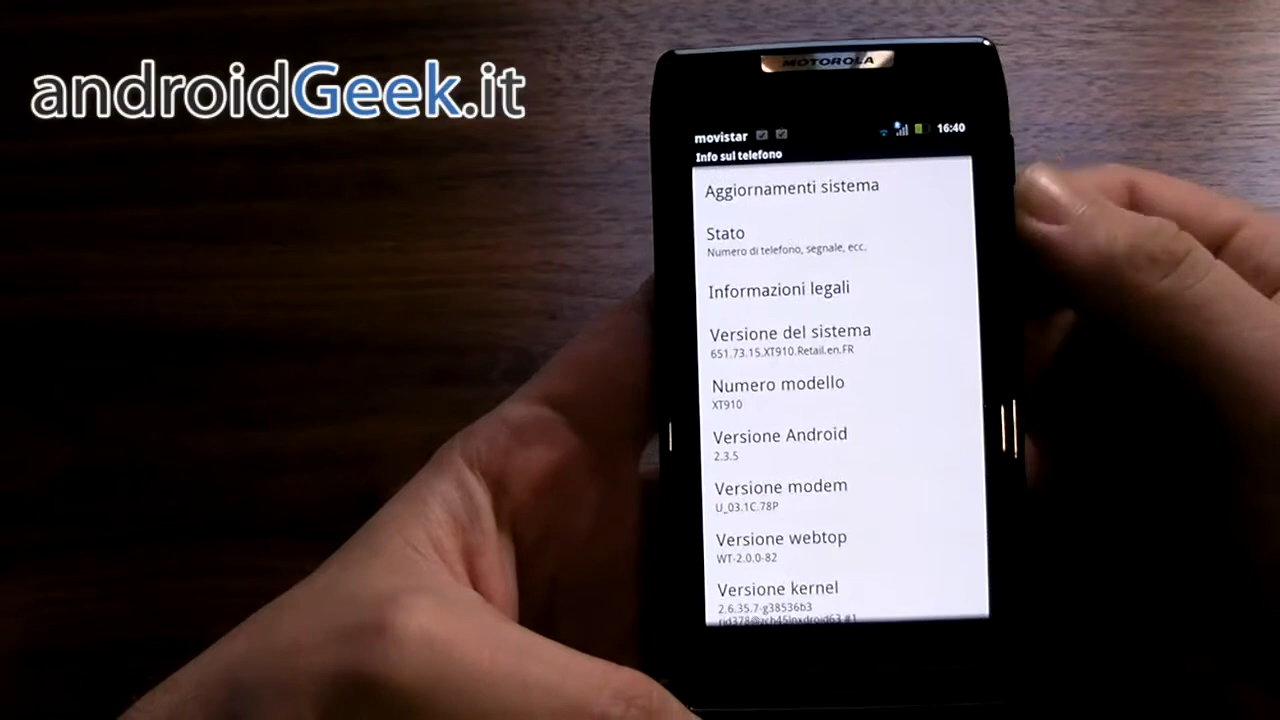 androidGeek.it
MOTOROLA
movistar 16:40
Info sul telefono
Aggiornamenti sistema
Stato
Numero di telefono, segnale, ecc.
Informazioni legali
Versione del sistema
651.73.15.XT910.Retail.en.FR
Numero modello
XT910
Versione Android
2.3.5
Versione modem
U_03.1C.78P
Versione webtop
WT-2.0.0-82
Versione kernel
2.6.35.7-g38536b3